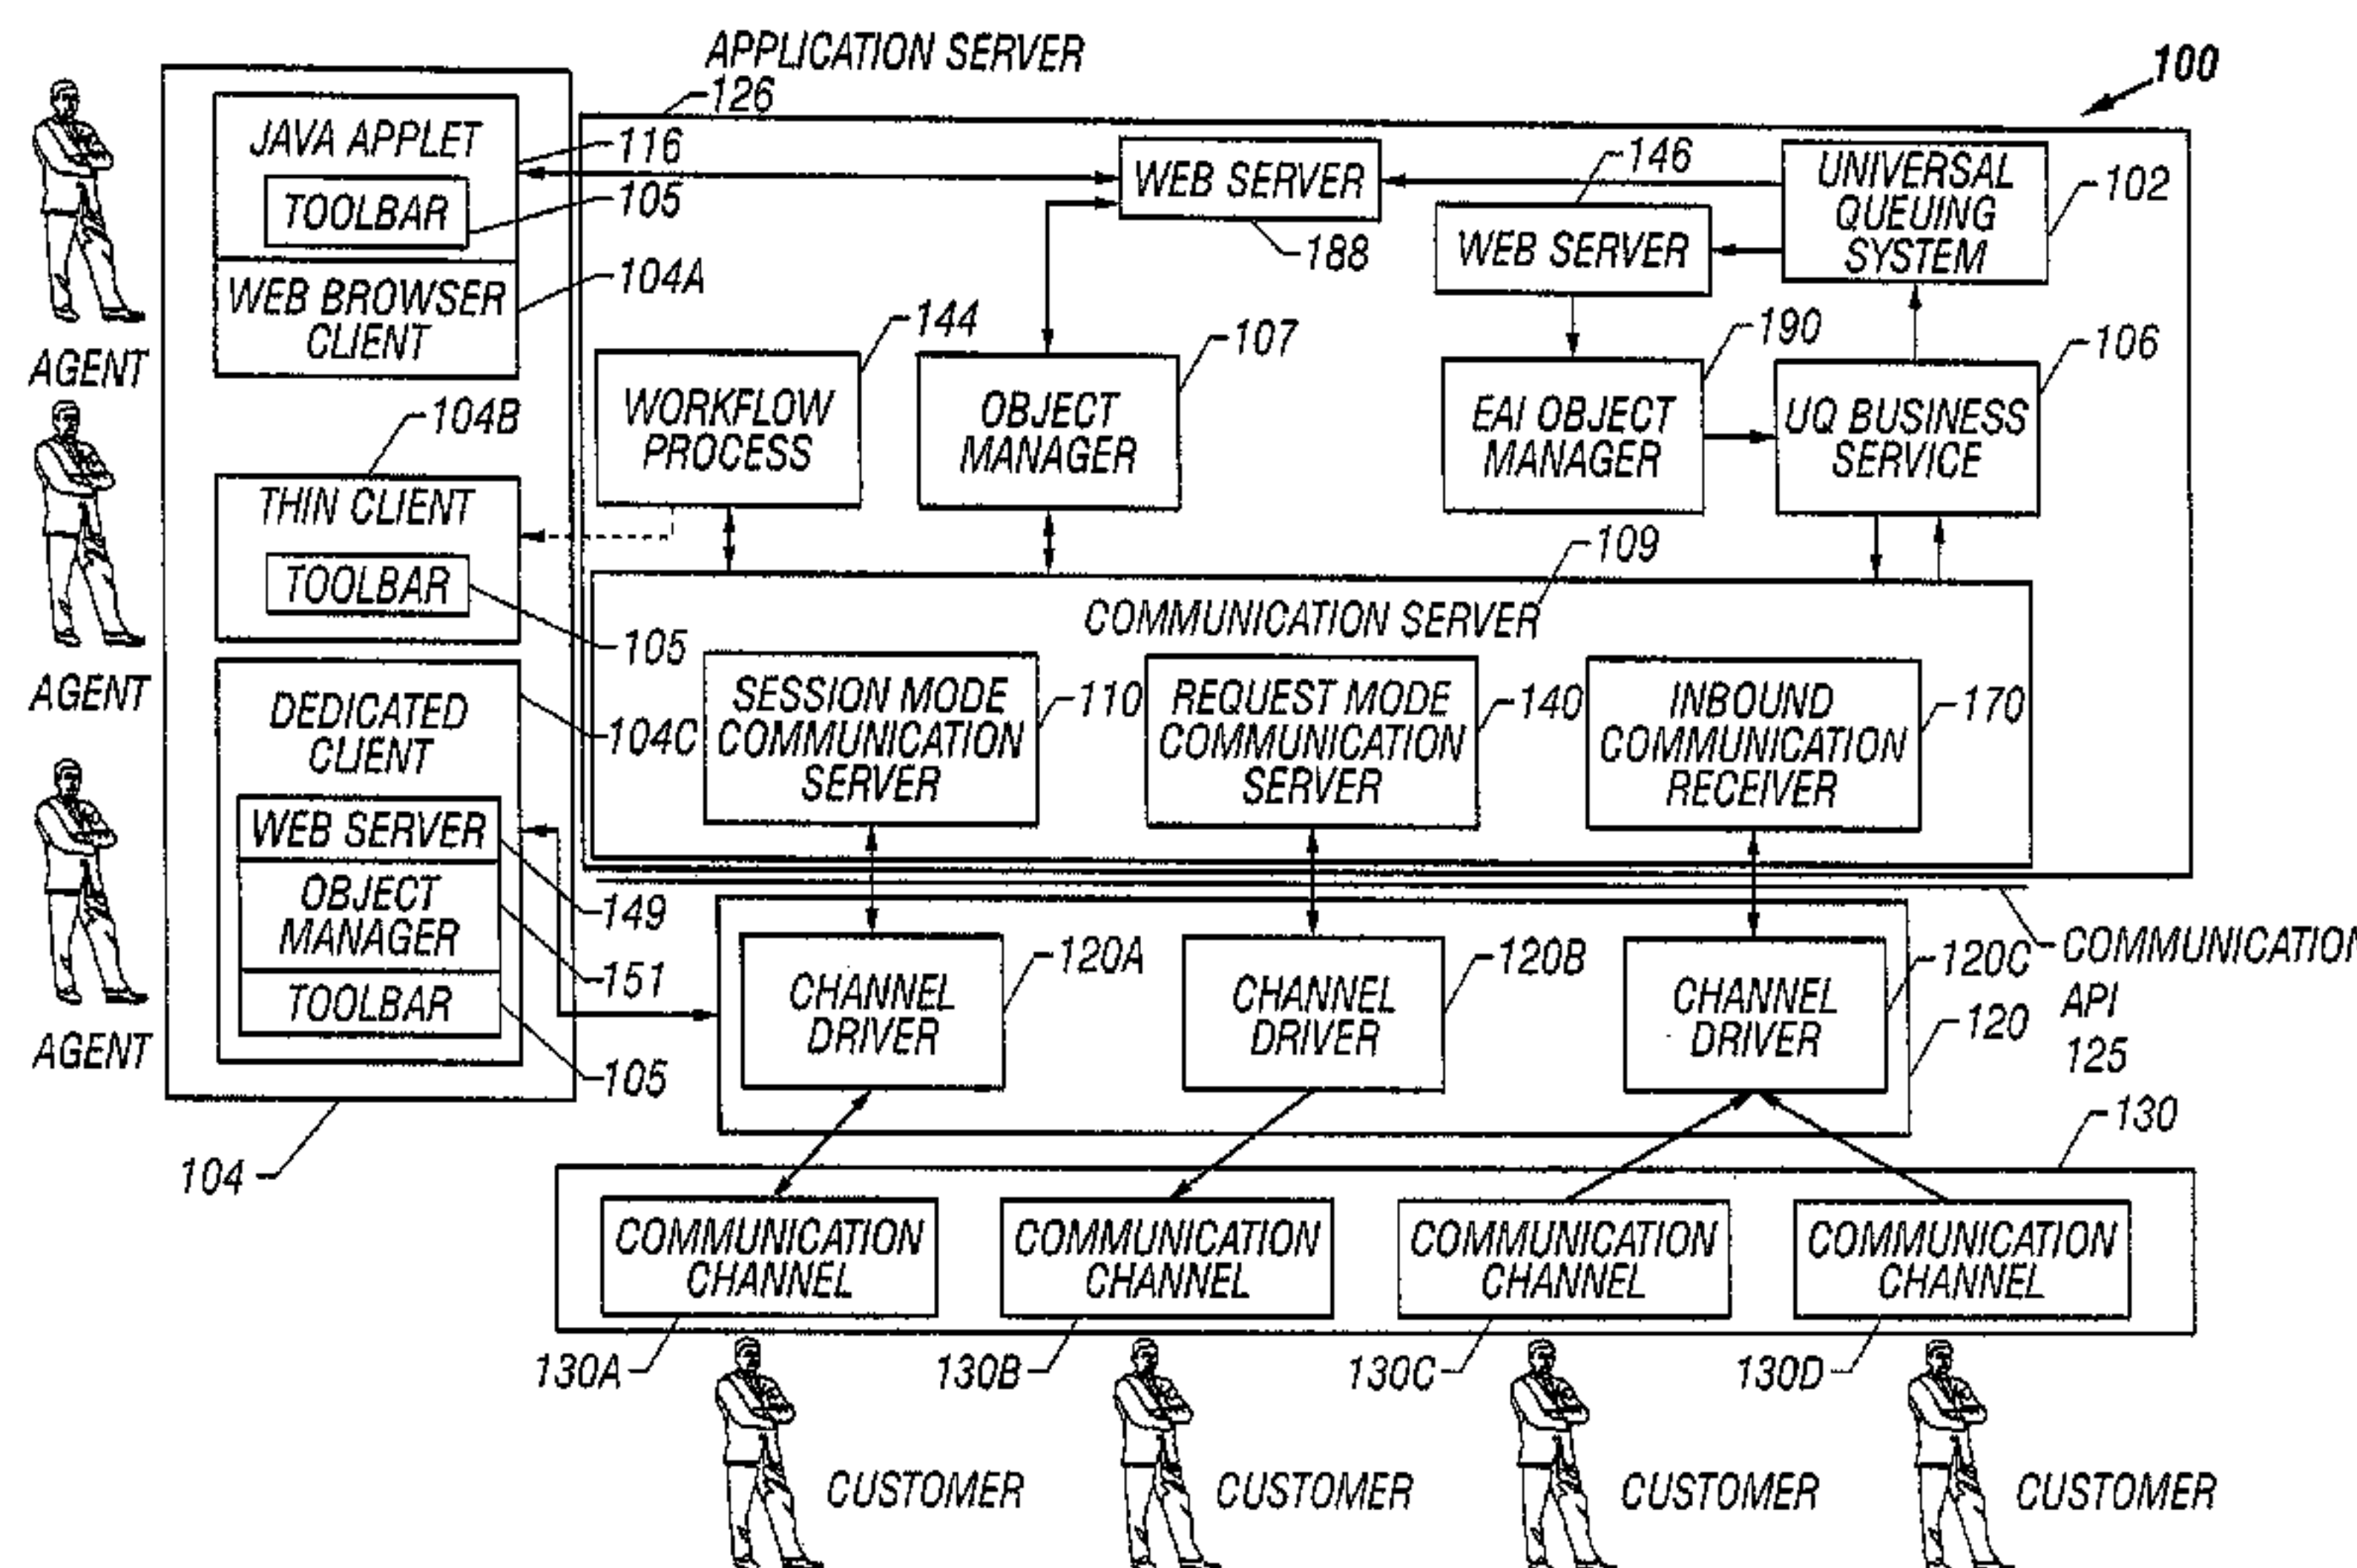 APPLICATION SERVER
126
100
JAVA APPLET
TOOLBAR
WEB BROWSER
CLIENT
116
105
104A
AGENT
WEB SERVER
188
146
WEB SERVER
UNIVERSAL
QUEUING
SYSTEM
102
144
WORKFLOW
PROCESS
107
OBJECT
MANAGER
190
EAI OBJECT
MANAGER
106
UQ BUSINESS
SERVICE
104B
THIN CLIENT
TOOLBAR
105
AGENT
109
COMMUNICATION SERVER
SESSION MODE
COMMUNICATION
SERVER
110
REQUEST MODE
COMMUNICATION
SERVER
140
INBOUND
COMMUNICATION
RECEIVER
170
DEDICATED
CLIENT
104C
WEB SERVER
OBJECT
MANAGER
TOOLBAR
149
151
105
AGENT
104
CHANNEL
DRIVER
120A
CHANNEL
DRIVER
120B
CHANNEL
DRIVER
120C
120
COMMUNICATION
API
125
130
COMMUNICATION
CHANNEL
COMMUNICATION
CHANNEL
COMMUNICATION
CHANNEL
COMMUNICATION
CHANNEL
130A
130B
130C
130D
CUSTOMER
CUSTOMER
CUSTOMER
CUSTOMER